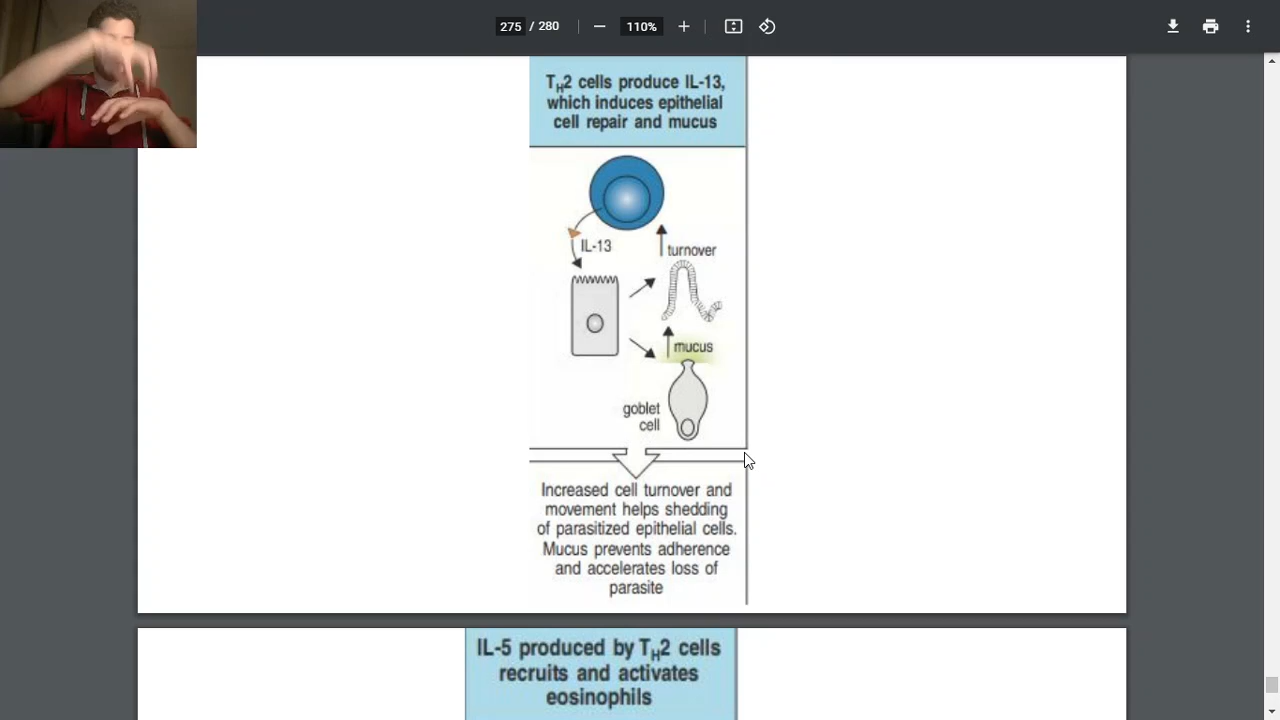 275 / 280
110%
TH2 cells produce IL-13,
which induces epithelial
cell repair and mucus
IL-13
turnover
mucus
goblet
cell
Increased cell turnover and
movement helps shedding
of parasitized epithelial cells.
Mucus prevents adherence
and accelerates loss of
parasite
IL-5 produced by TH2 cells
recruits and activates
eosinophils